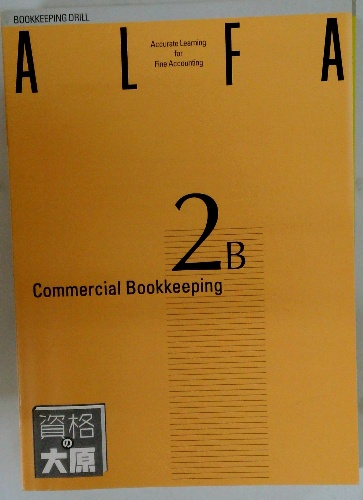 BOOKKEEPING DRILL
A L F A
Accurate Learning
for
Fine Accounting
2B
Commercial Bookkeeping
資格
の
大原